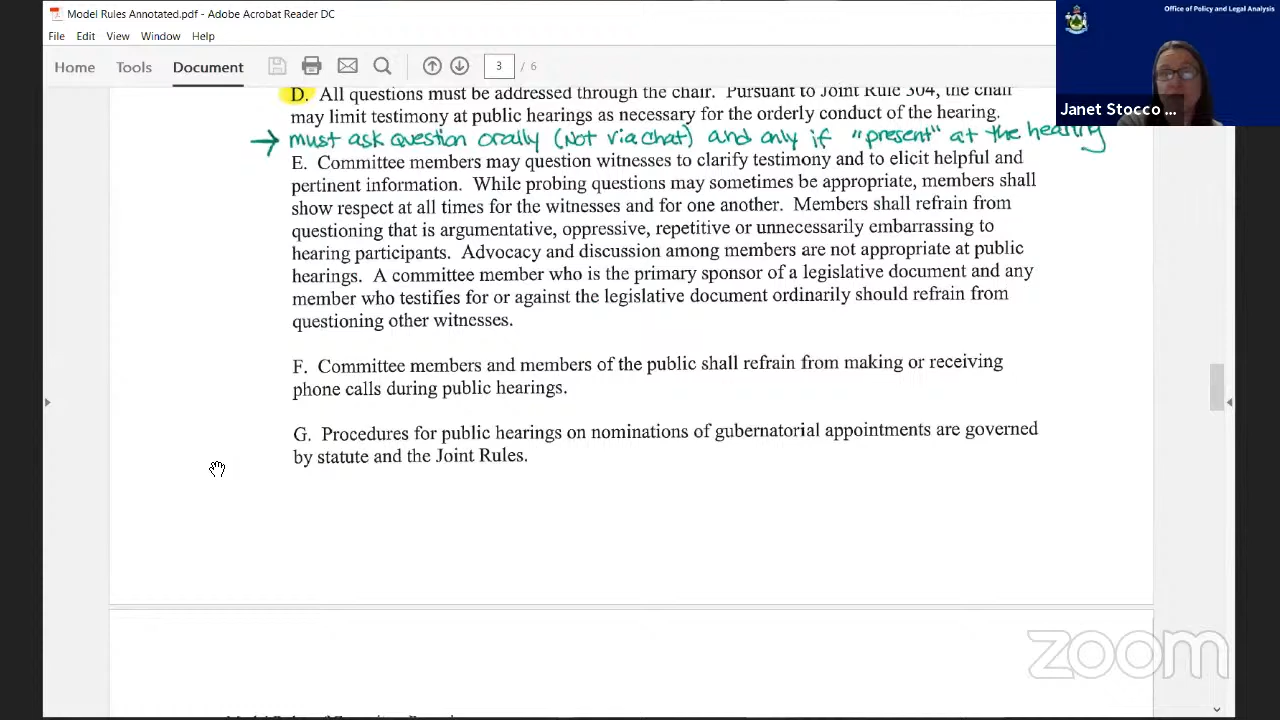 Model Rules Annotated.pdf - Adobe Acrobat Reader DC
Office of Policy and Legal Analysis
File Edit View Window Help
Home Tools Document 3 / 6
Janet Stocco ...
D. All questions must be addressed through the chair. Pursuant to Joint Rule 304, the chair
may limit testimony at public hearings as necessary for the orderly conduct of the hearing.
→ must ask question orally (Not via chat) and only if "present" at the hearing
E. Committee members may question witnesses to clarify testimony and to elicit helpful and
pertinent information. While probing questions may sometimes be appropriate, members shall
show respect at all times for the witnesses and for one another. Members shall refrain from
questioning that is argumentative, oppressive, repetitive or unnecessarily embarrassing to
hearing participants. Advocacy and discussion among members are not appropriate at public
hearings. A committee member who is the primary sponsor of a legislative document and any
member who testifies for or against the legislative document ordinarily should refrain from
questioning other witnesses.
F. Committee members and members of the public shall refrain from making or receiving
phone calls during public hearings.
G. Procedures for public hearings on nominations of gubernatorial appointments are governed
by statute and the Joint Rules.
zoom